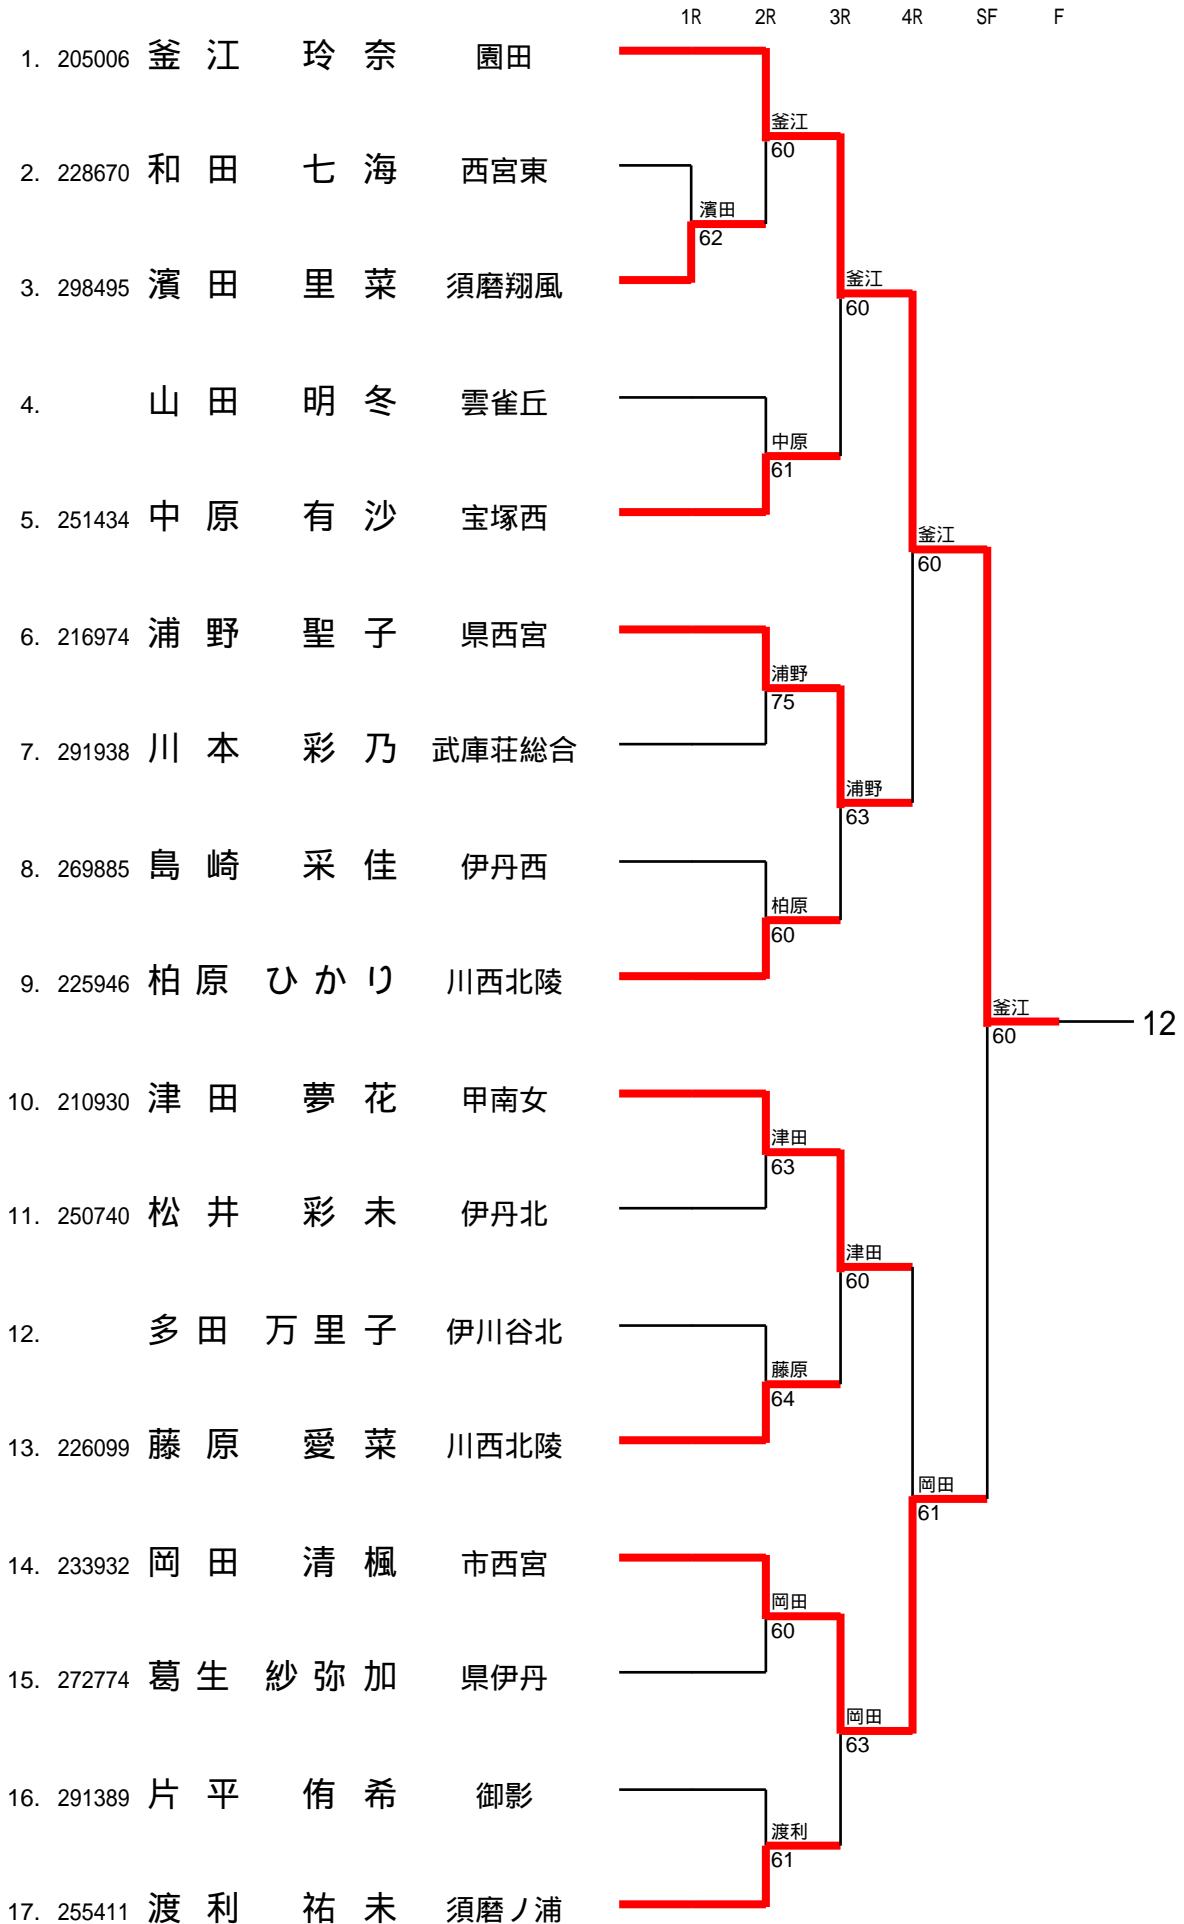 1R 2R 3R 4R SF F
1. 205006 釜江 玲奈 園田
釜江
60
2. 228670 和田 七海 西宮東
濱田
62
3. 298495 濱田 里菜 須磨翔風
釜江
60
4. 山田 明冬 雲雀丘
中原
61
5. 251434 中原 有沙 宝塚西
釜江
60
6. 216974 浦野 聖子 県西宮
浦野
75
7. 291938 川本 彩乃 武庫荘総合
浦野
63
8. 269885 島崎 采佳 伊丹西
柏原
60
9. 225946 柏原 ひかり 川西北陵
釜江
60
12
10. 210930 津田 夢花 甲南女
津田
63
11. 250740 松井 彩未 伊丹北
津田
60
12. 多田 万里子 伊川谷北
藤原
64
13. 226099 藤原 愛菜 川西北陵
岡田
61
14. 233932 岡田 清楓 市西宮
岡田
60
15. 272774 葛生 紗弥加 県伊丹
岡田
63
16. 291389 片平 侑希 御影
渡利
61
17. 255411 渡利 祐未 須磨ノ浦